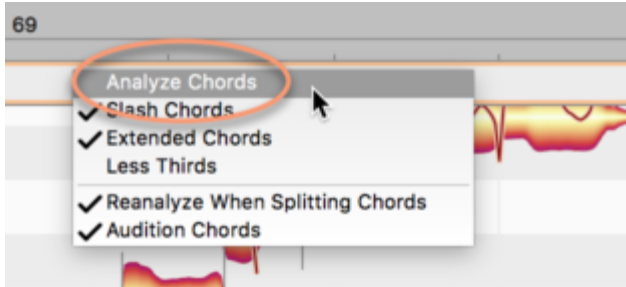 69
Analyze Chords
Slash Chords
Extended Chords
Less Thirds
Reanalyze When Splitting Chords
Audition Chords